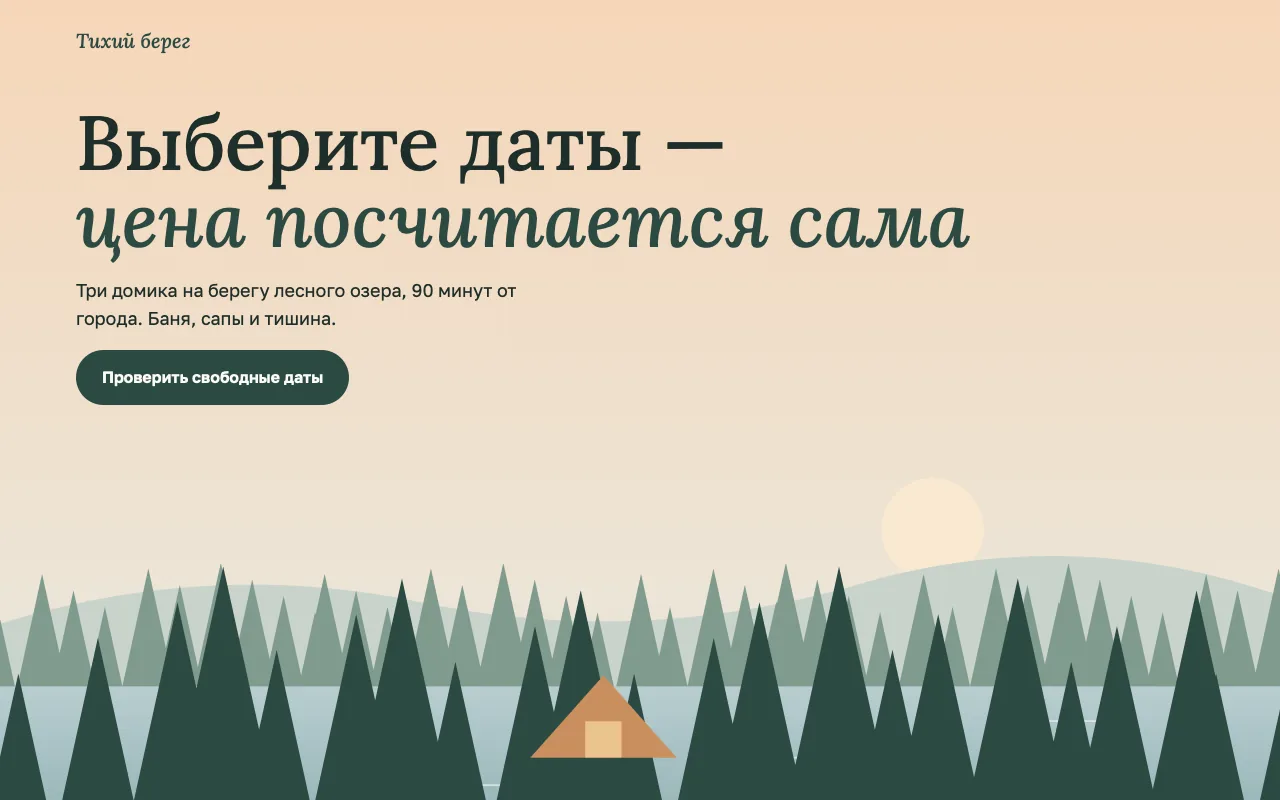 Тихий берег
Выберите даты —
цена посчитается сама
Три домика на берегу лесного озера, 90 минут от
города. Баня, сапы и тишина.
Проверить свободные даты